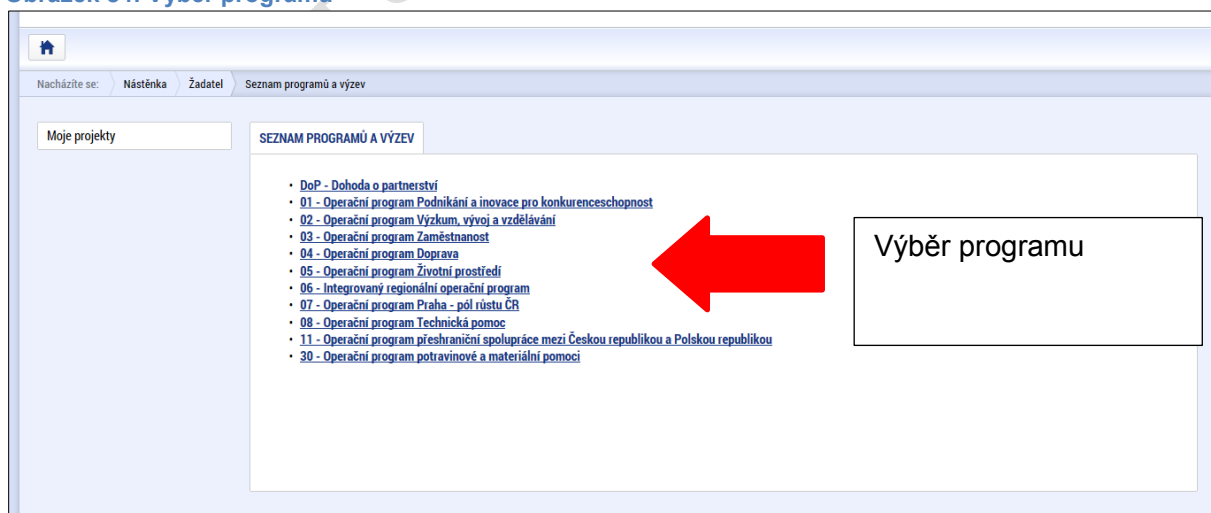 Výběr programu
Nacházíte se: Nástěnka Žadatel Seznam programů a výzev
Moje projekty
SEZNAM PROGRAMŮ A VÝZEV
• DoP - Dohoda o partnerství
• 01 - Operační program Podnikání a inovace pro konkurenceschopnost
• 02 - Operační program Výzkum, vývoj a vzdělávání
• 03 - Operační program Zaměstnanost
• 04 - Operační program Doprava
• 05 - Operační program Životní prostředí
• 06 - Integrovaný regionální operační program
• 07 - Operační program Praha - pól růstu ČR
• 08 - Operační program Technická pomoc
• 11 - Operační program přeshraniční spolupráce mezi Českou republikou a Polskou republikou
• 30 - Operační program potravinové a materiální pomoci
Výběr programu